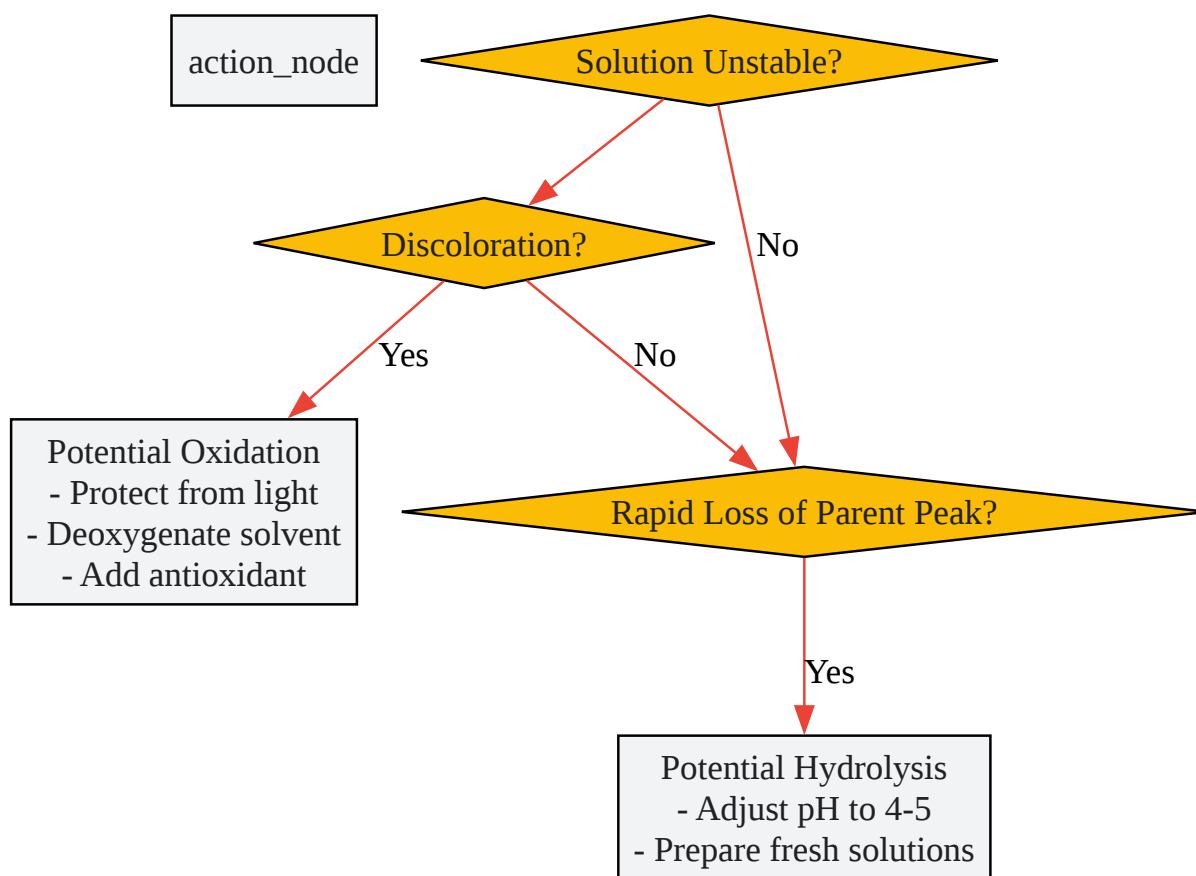 action_node
Solution Unstable?
Discoloration?
No
Yes
No
Potential Oxidation
- Protect from light
- Deoxygenate solvent
- Add antioxidant
Rapid Loss of Parent Peak?
Yes
Potential Hydrolysis
- Adjust pH to 4-5
- Prepare fresh solutions